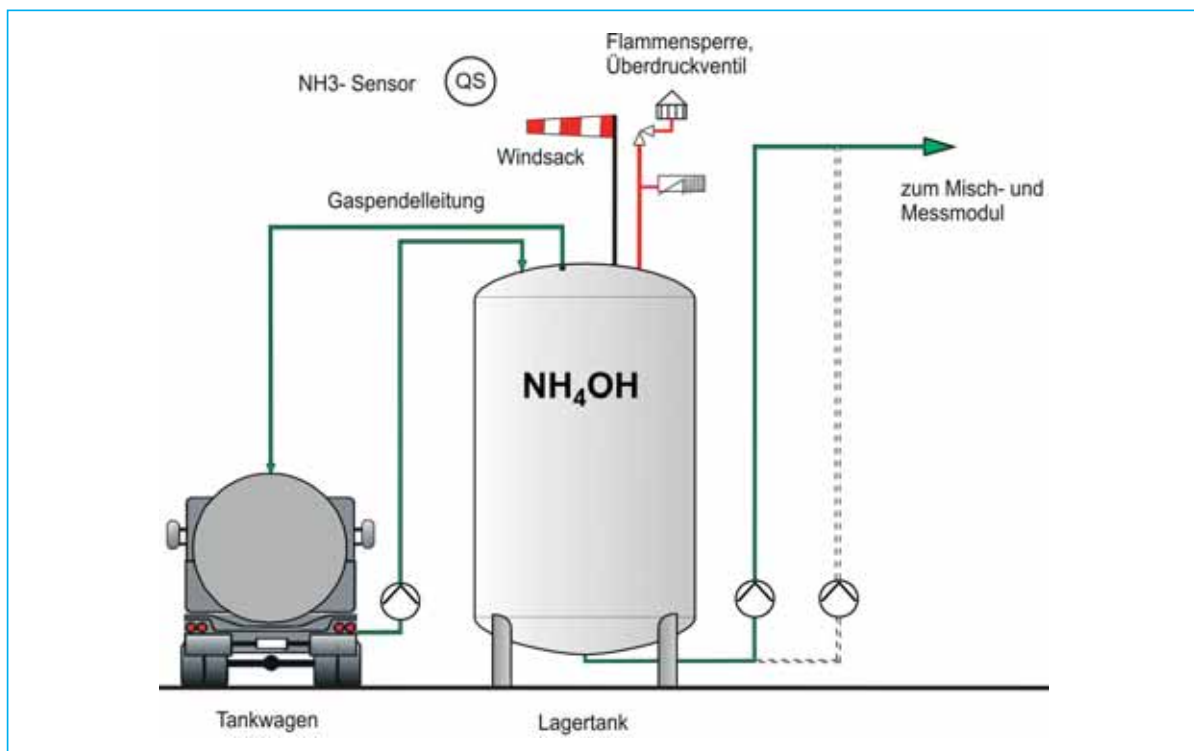 Flammensperre,
Überdruckventil
NH3- Sensor
QS
Windsack
Gaspendelleitung
zum Misch- und
Messmodul
NH₄OH
Tankwagen
Lagertank